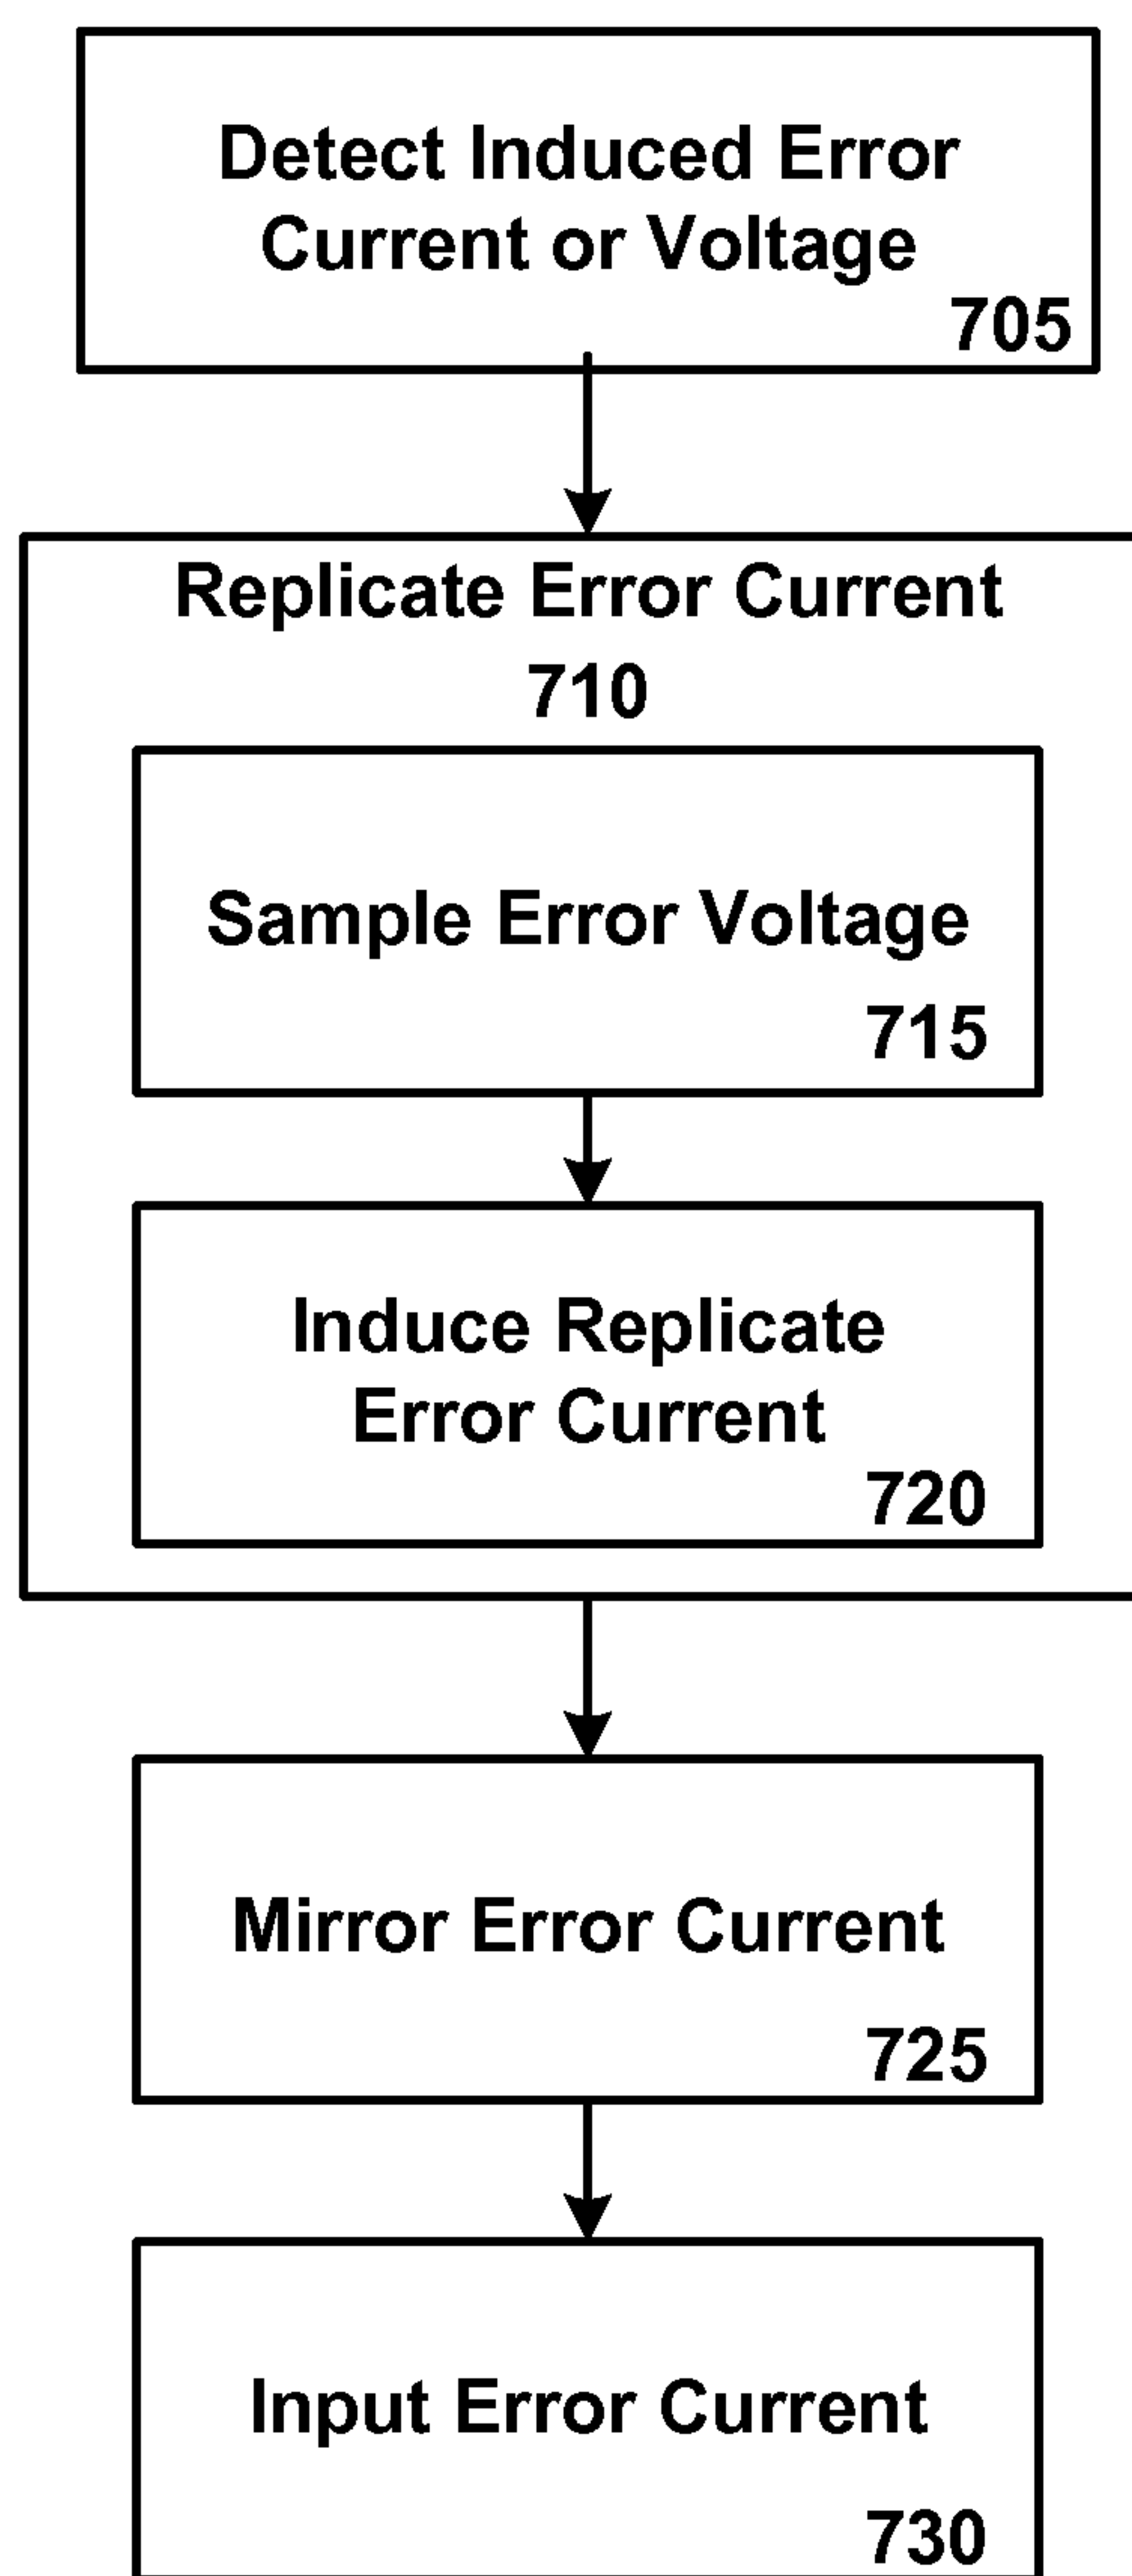 Detect Induced Error
Current or Voltage
705
Replicate Error Current
710
Sample Error Voltage
715
Induce Replicate
Error Current
720
Mirror Error Current
725
Input Error Current
730